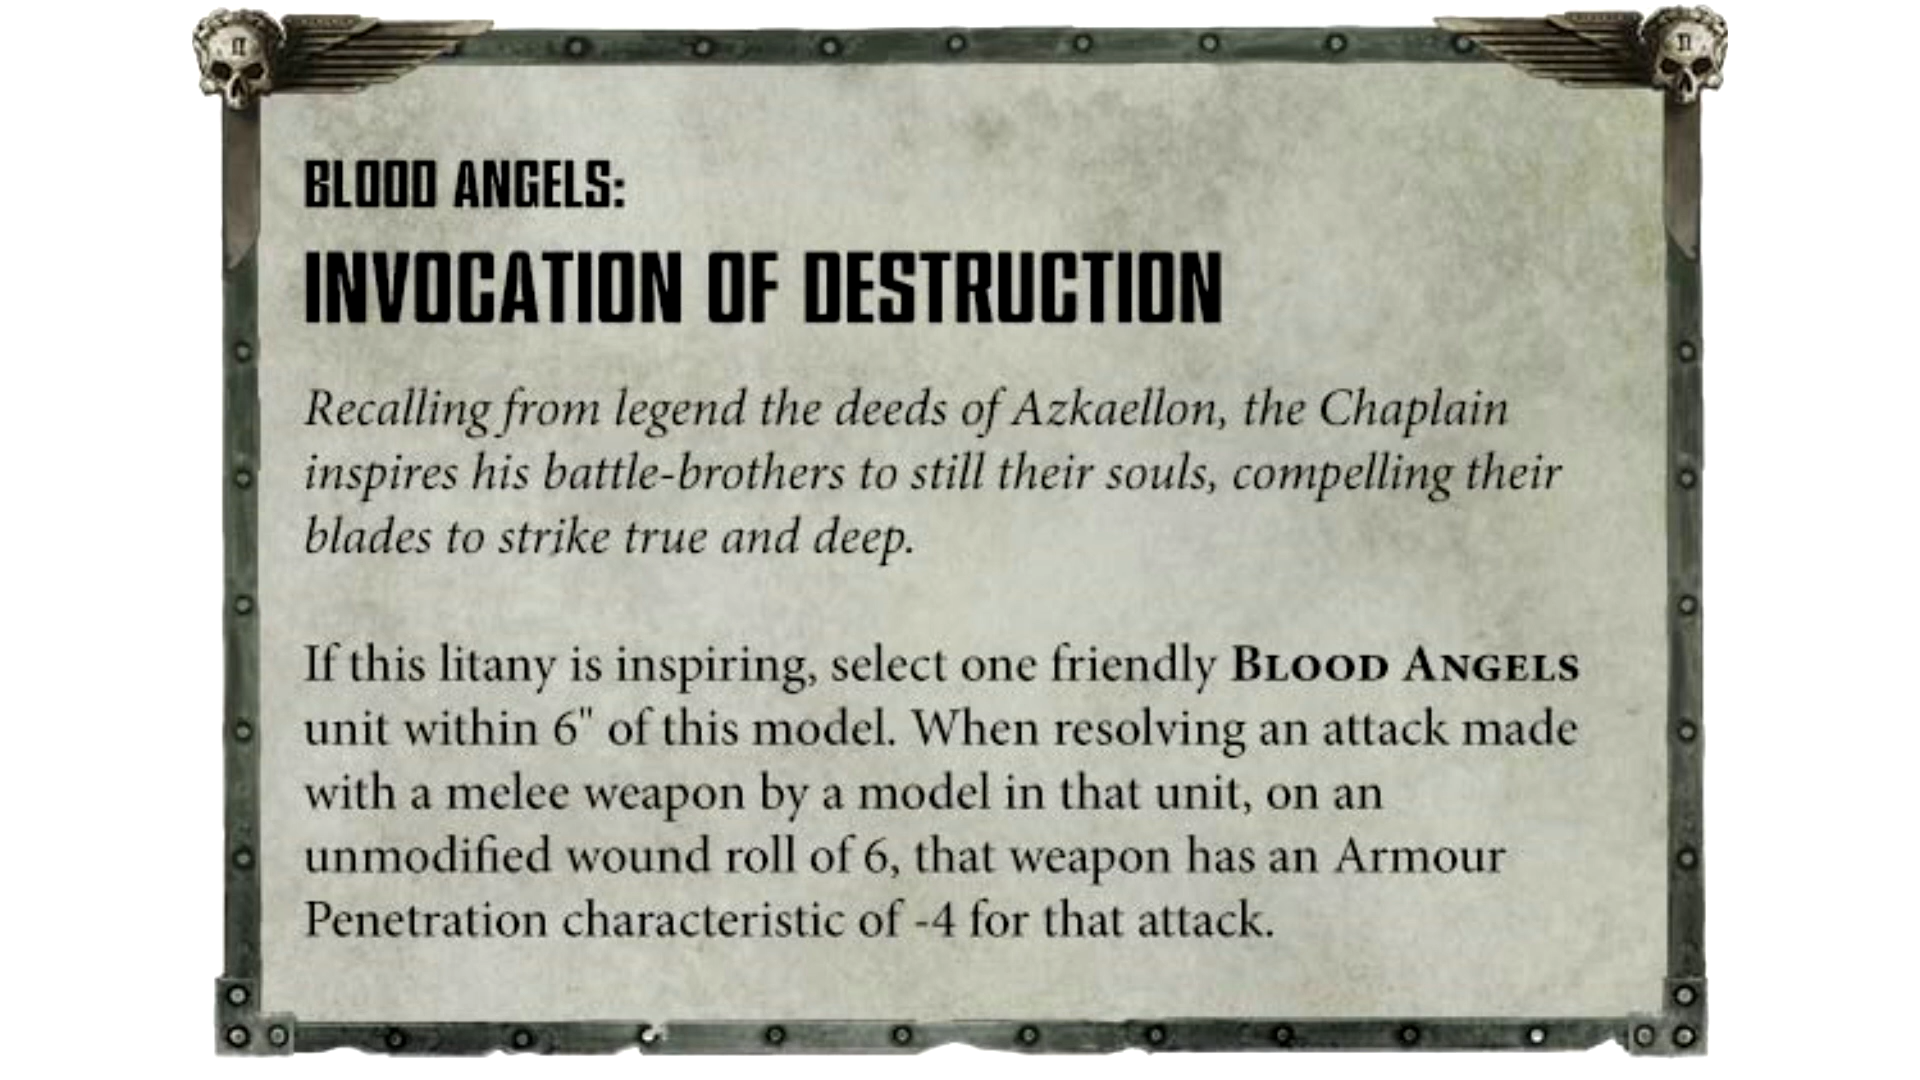 BLOOD ANGELS:
INVOCATION OF DESTRUCTION
Recalling from legend the deeds of Azkaellon, the Chaplain
inspires his battle-brothers to still their souls, compelling their
blades to strike true and deep.
If this litany is inspiring, select one friendly BLOOD ANGELS
unit within 6" of this model. When resolving an attack made
with a melee weapon by a model in that unit, on an
unmodified wound roll of 6, that weapon has an Armour
Penetration characteristic of -4 for that attack.